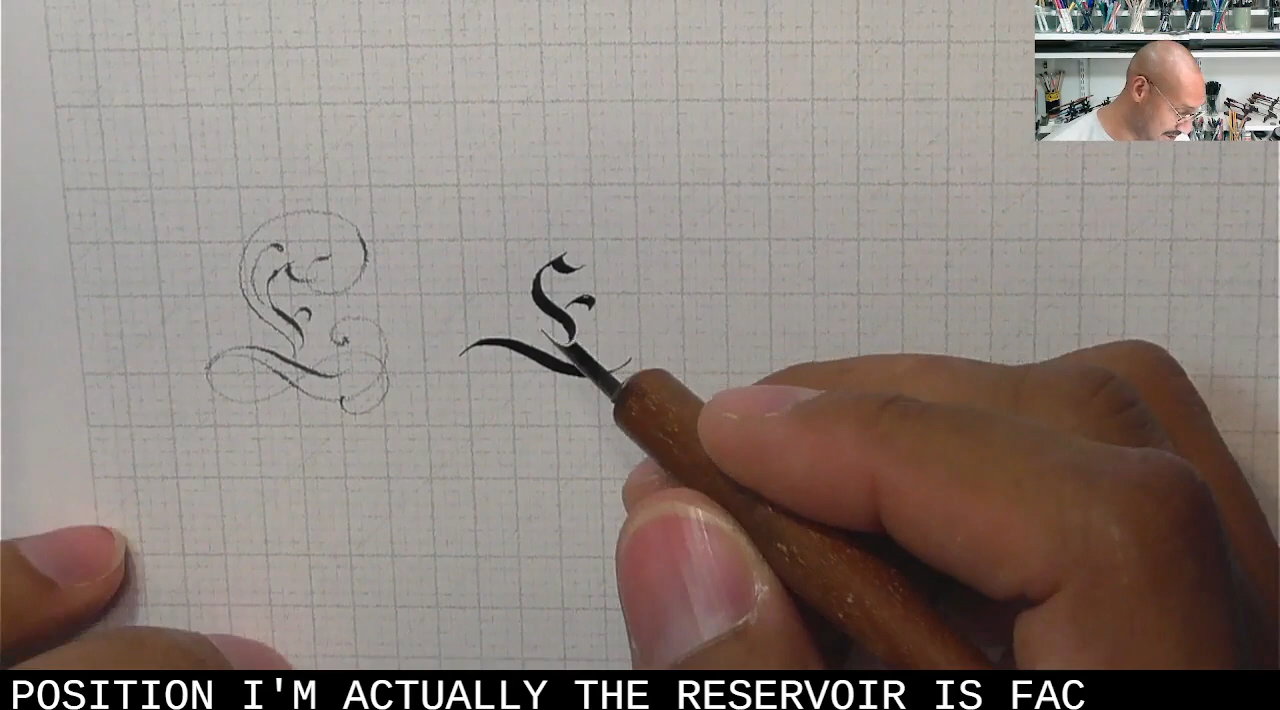 L L
POSITION I'M ACTUALLY THE RESERVOIR IS FAC